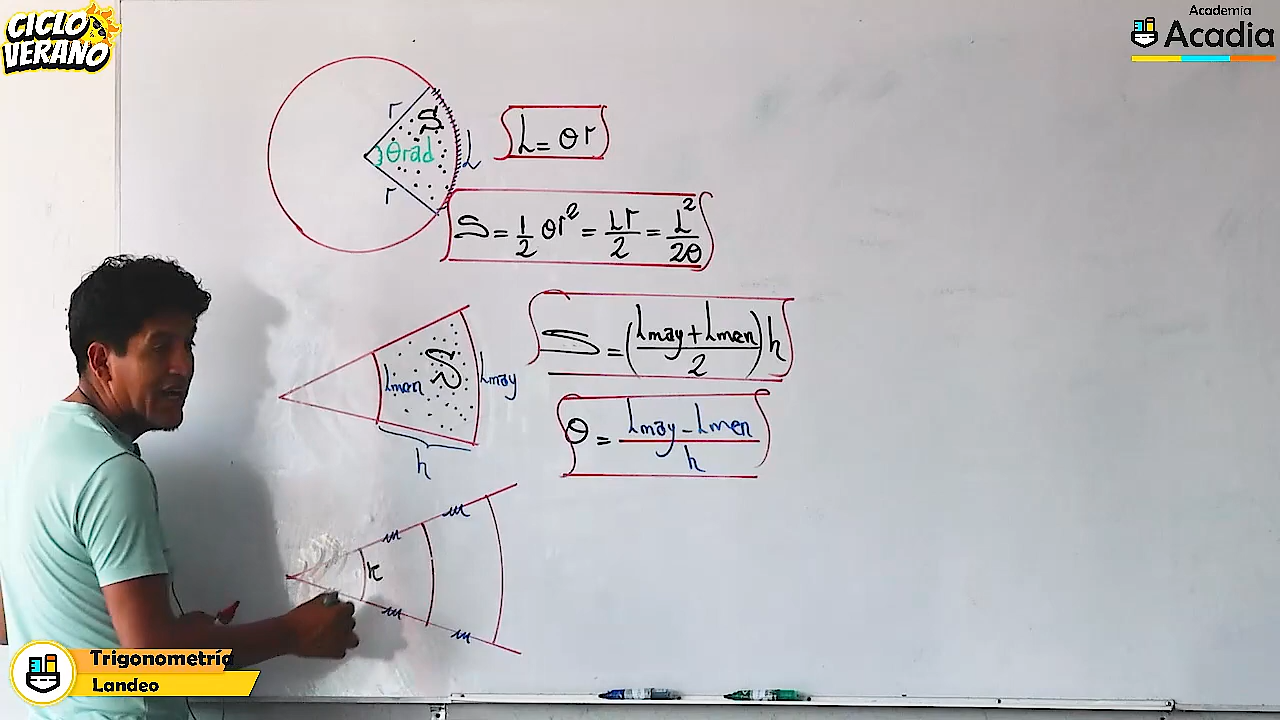 CICLO
VERANO
Academia
Acadia
r
S
θrad
L
r
L = θr
S = 1/2 θr² = Lr/2 = L²/2θ
Lmen
S
Lmay
h
S = (Lmay + Lmen / 2) h
θ = Lmay - Lmen / h
m
m
k
m
m
Trigonometría
Landeo